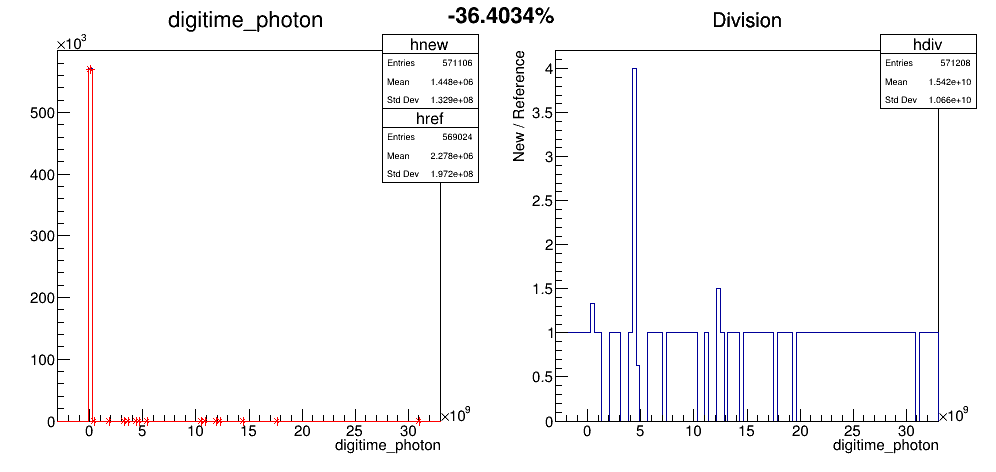 -36.4034%
digitime_photon
×10³
hnew
Entries 571106
Mean 1.448e+06
Std Dev 1.329e+08
href
Entries 569024
Mean 2.278e+06
Std Dev 1.972e+08
500
400
300
200
100
0
0 5 10 15 20 25 30
×10⁹
digitime_photon
Division
hdiv
Entries 571208
Mean 1.542e+10
Std Dev 1.066e+10
New / Reference
4
3.5
3
2.5
2
1.5
1
0.5
0
0 5 10 15 20 25 30
×10⁹
digitime_photon